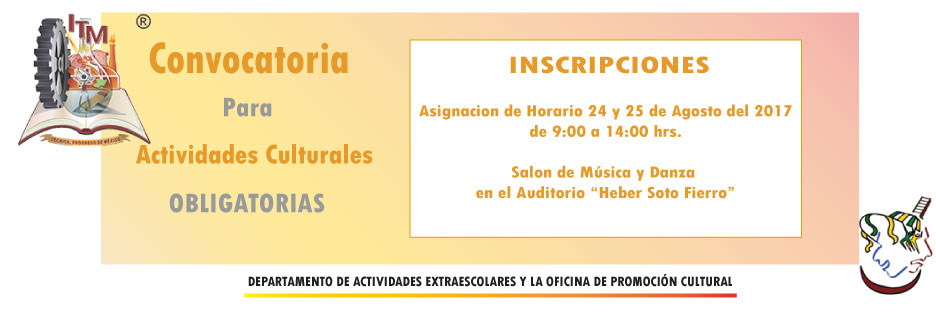 ITM
®
TÉCNICA, PROGRESO DE MÉXICO
Convocatoria
Para
Actividades Culturales
OBLIGATORIAS
INSCRIPCIONES
Asignacion de Horario 24 y 25 de Agosto del 2017
de 9:00 a 14:00 hrs.
Salon de Música y Danza
en el Auditorio “Heber Soto Fierro”
DEPARTAMENTO DE ACTIVIDADES EXTRAESCOLARES Y LA OFICINA DE PROMOCIÓN CULTURAL